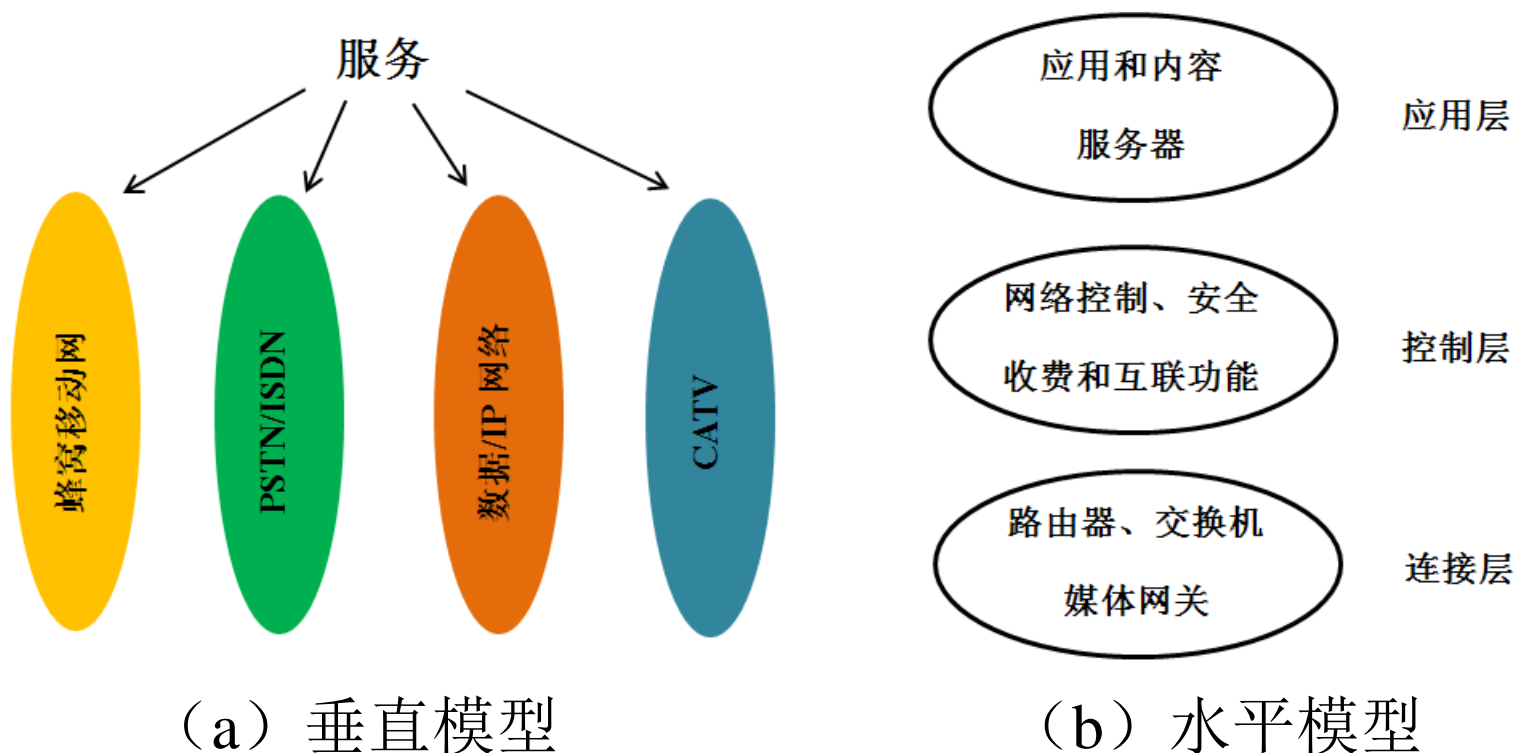 服务
蜂窝移动网
PSTN/ISDN
数据/IP 网络
CATV
(a)垂直模型
应用和内容
服务器
应用层
网络控制、安全
收费和互联功能
控制层
路由器、交换机
媒体网关
连接层
(b)水平模型